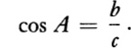 cos A = b/c.